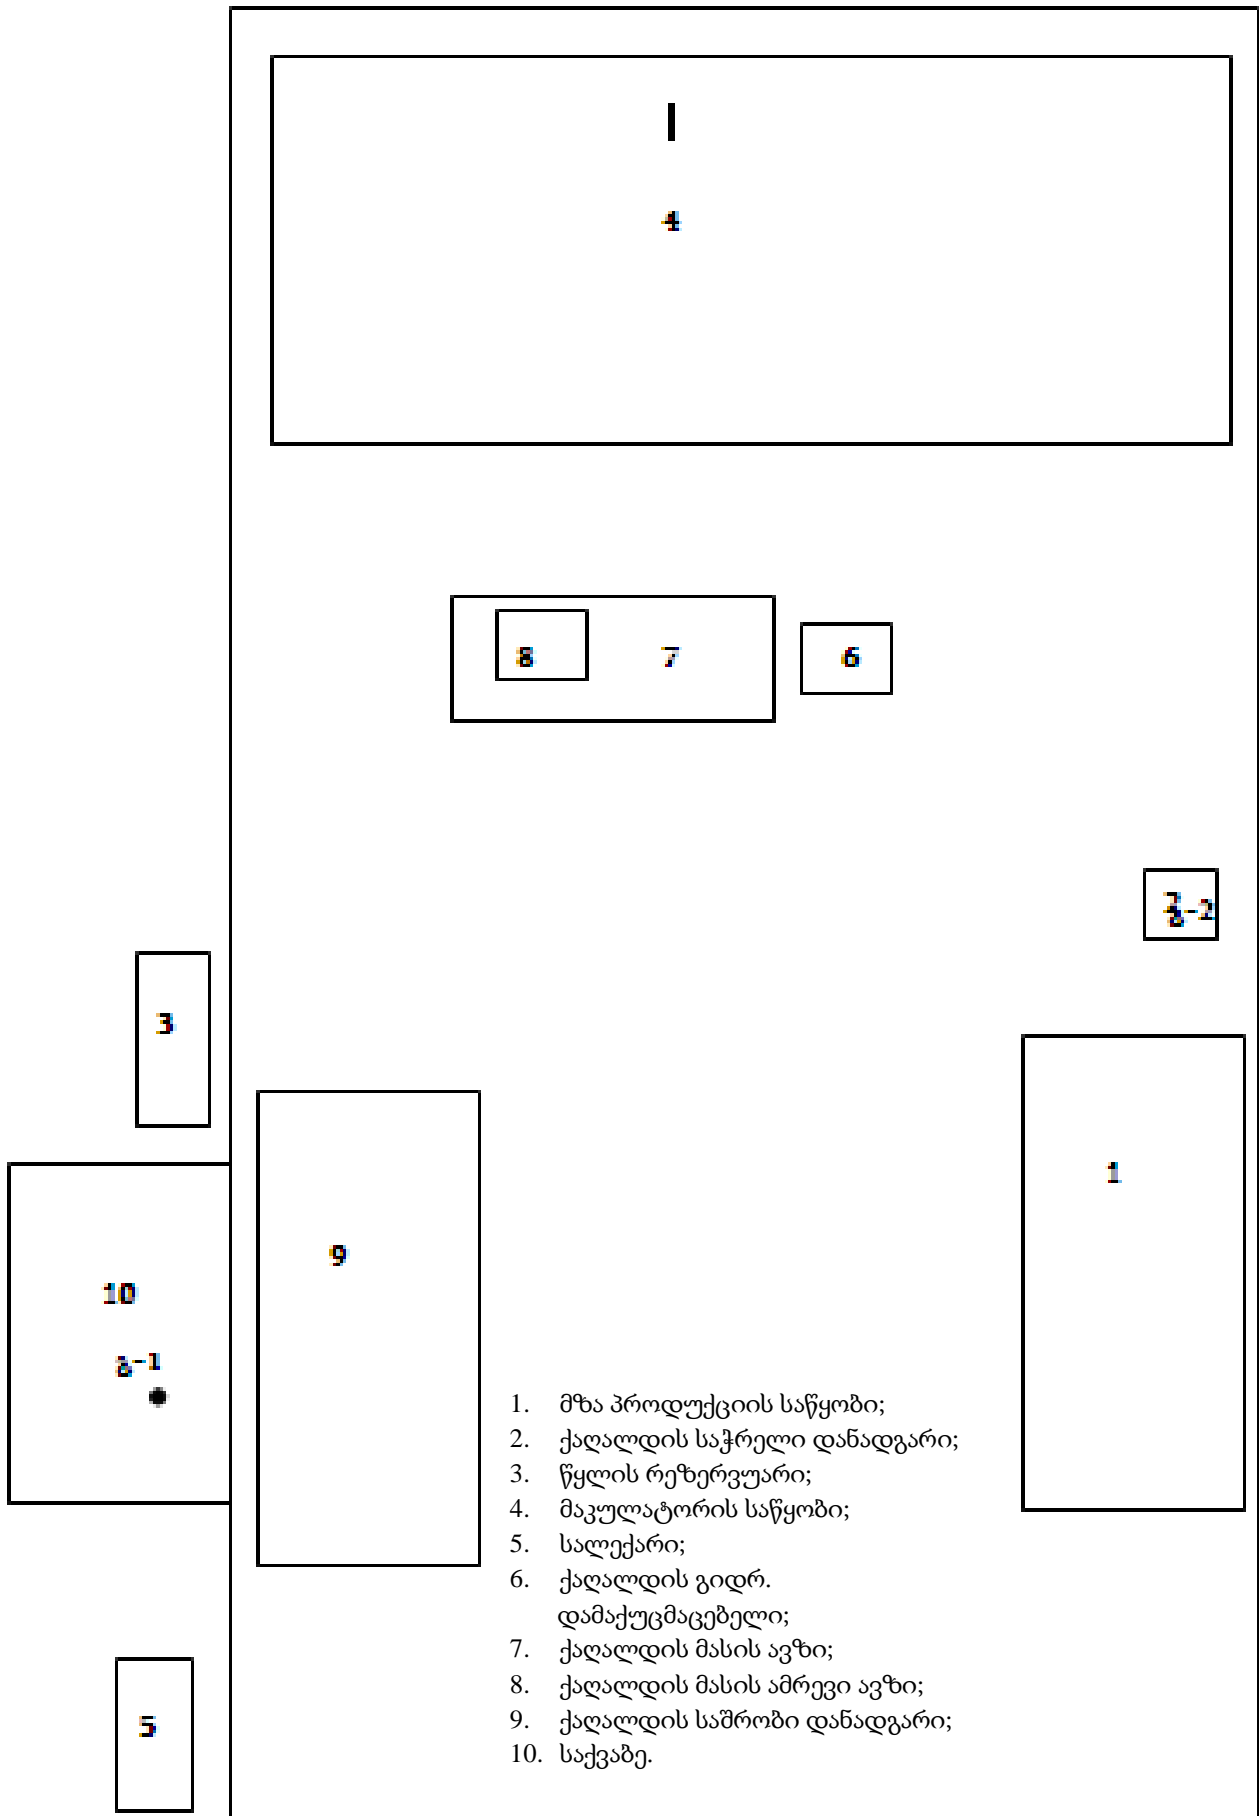 4
8 7 6
2
გ-2
3
1
9
10
გ-1
1. მზა პროდუქციის საწყობი;
2. ქაღალდის საჭრელი დანადგარი;
3. წყლის რეზერვუარი;
4. მაკულატორის საწყობი;
5. სალექარი;
6. ქაღალდის გიდრ.
დამაქუცმაცებელი;
7. ქაღალდის მასის ავზი;
8. ქაღალდის მასის ამრევი ავზი;
9. ქაღალდის საშრობი დანადგარი;
10. საქვაბე.
5